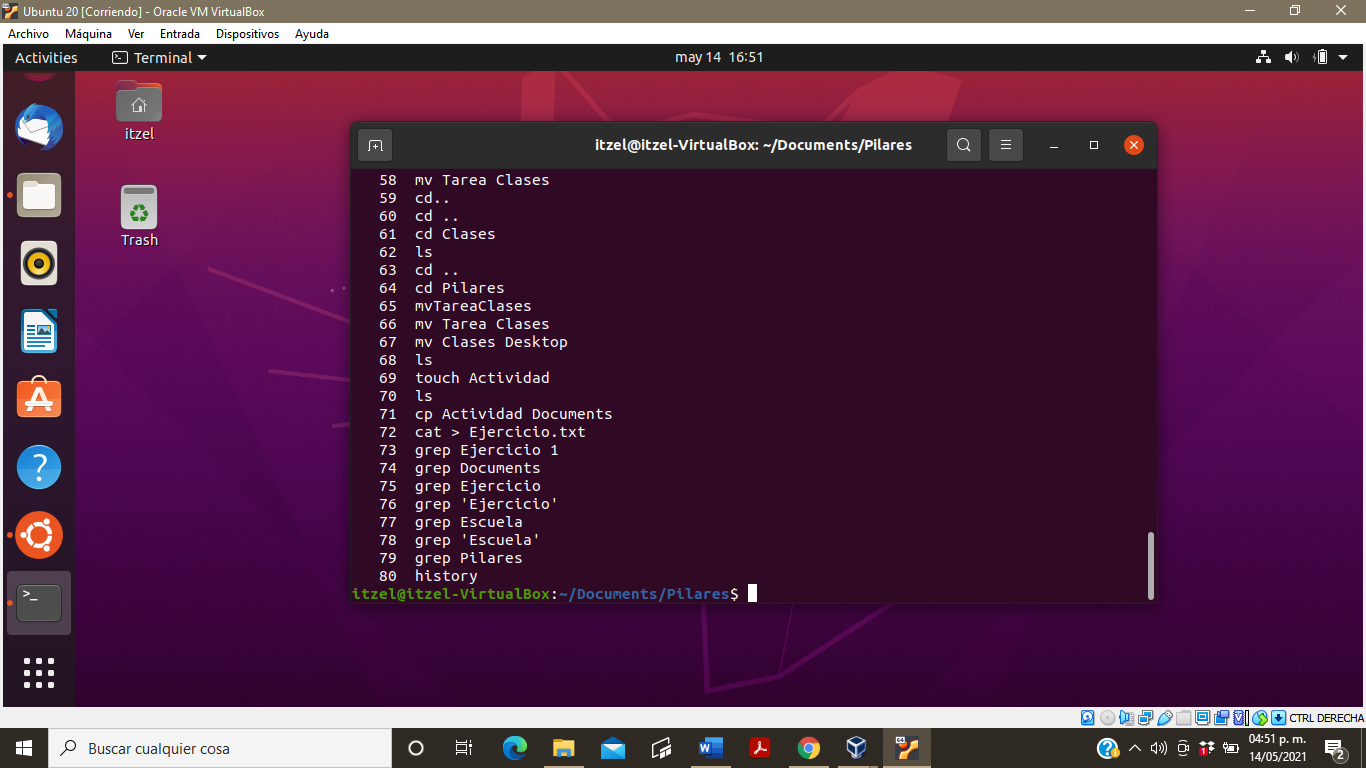 Ubuntu 20 [Corriendo] - Oracle VM VirtualBox
Archivo Máquina Ver Entrada Dispositivos Ayuda
Activities Terminal may 14 16:51
itzel
Trash
itzel@itzel-VirtualBox: ~/Documents/Pilares
58 mv Tarea Clases
59 cd..
60 cd ..
61 cd Clases
62 ls
63 cd ..
64 cd Pilares
65 mvTareaClases
66 mv Tarea Clases
67 mv Clases Desktop
68 ls
69 touch Actividad
70 ls
71 cp Actividad Documents
72 cat > Ejercicio.txt
73 grep Ejercicio 1
74 grep Documents
75 grep Ejercicio
76 grep 'Ejercicio'
77 grep Escuela
78 grep 'Escuela'
79 grep Pilares
80 history
itzel@itzel-VirtualBox:~/Documents/Pilares$
CTRL DERECHA
Buscar cualquier cosa
04:51 p. m.
14/05/2021
2